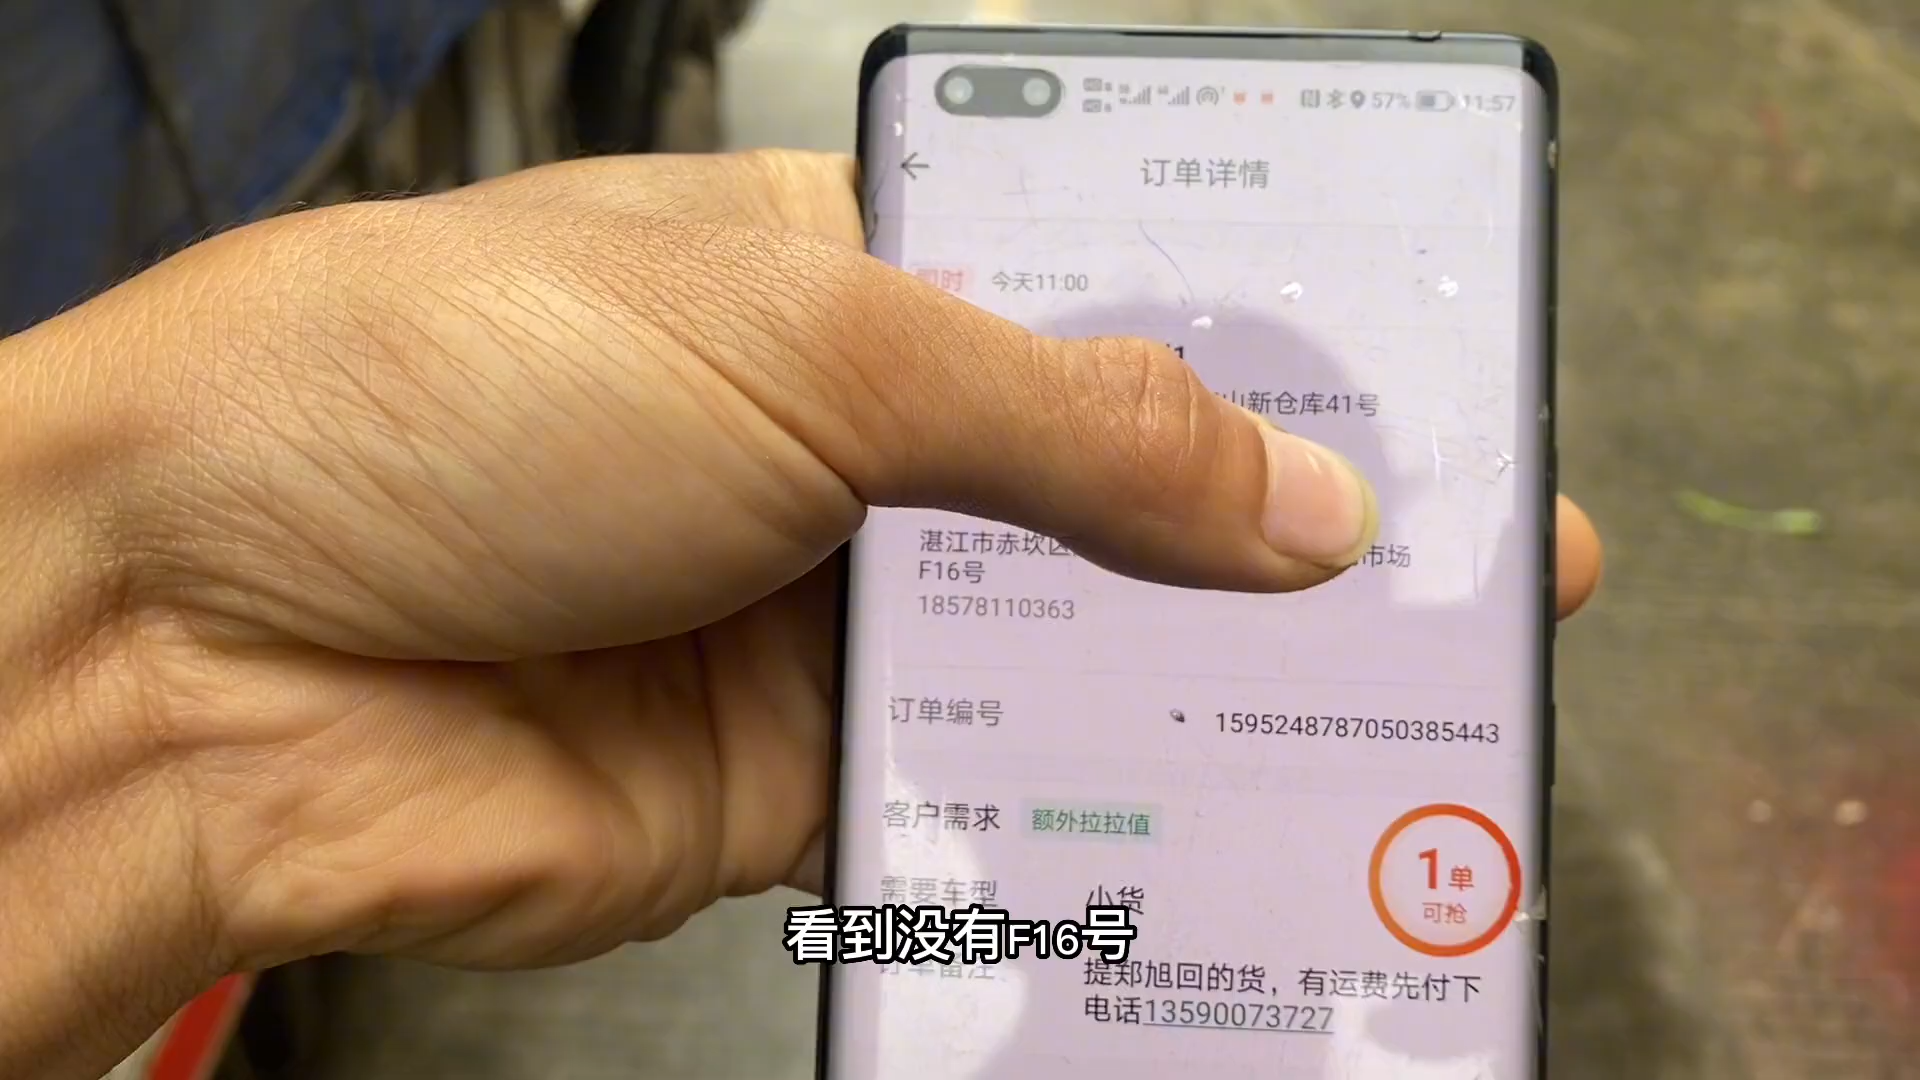 57% 11:57
订单详情
即时 今天11:00
山新仓库41号
湛江市赤坎区
市场
F16号
18578110363
订单编号 1595248787050385443
客户需求 额外拉拉值
需要车型 小货
1单
可抢
看到没有F16号
订单备注 提郑旭回的货，有运费先付下
电话13590073727